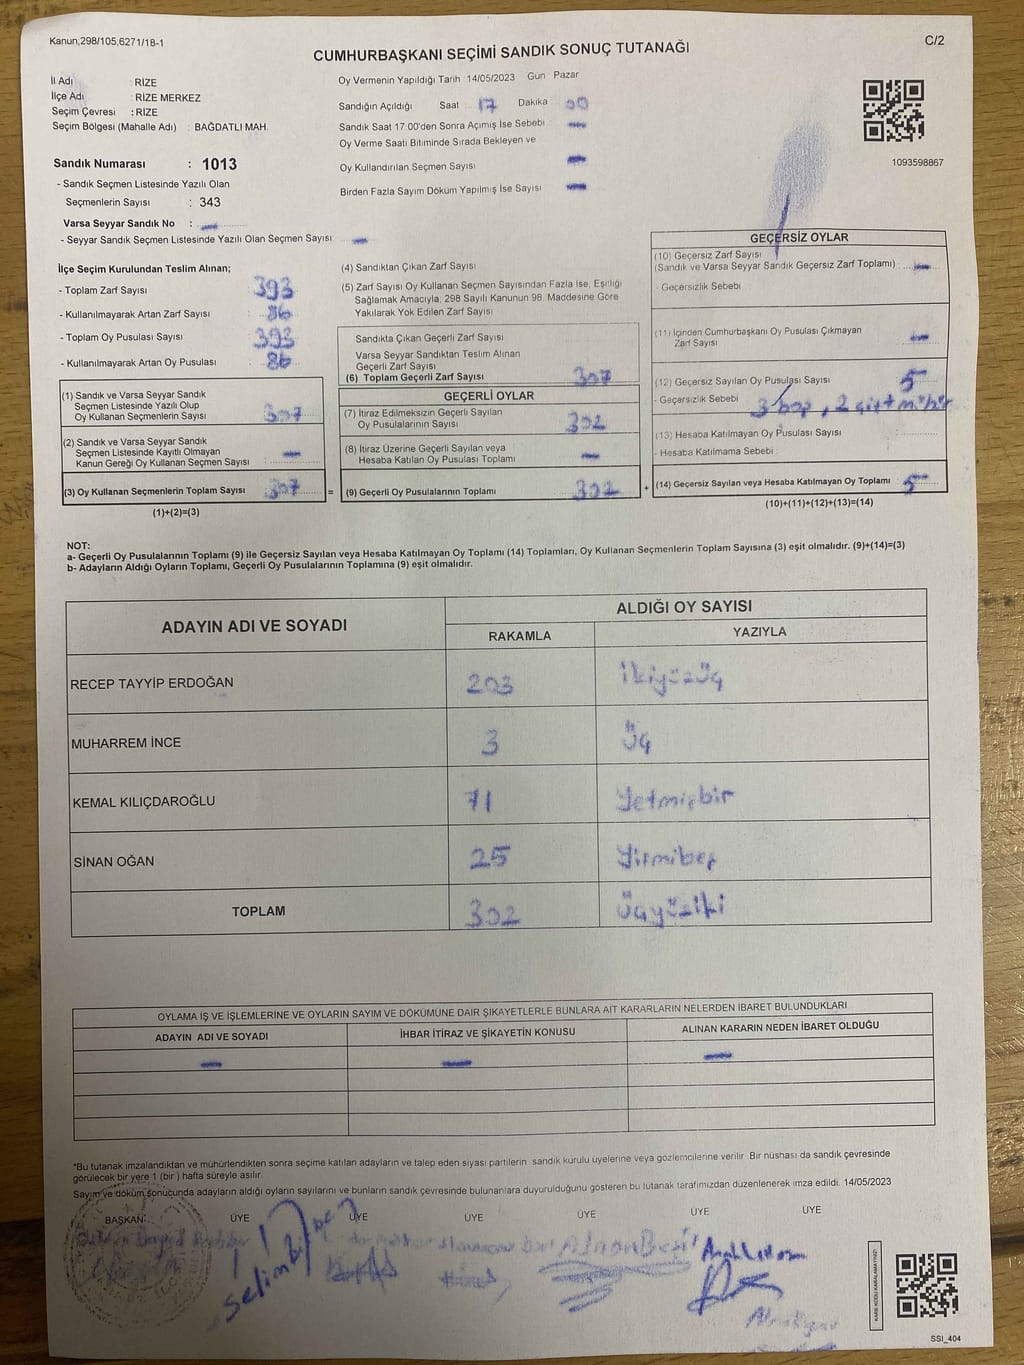 Kanun,298/105,6271/18-1
C/2
CUMHURBAŞKANI SEÇİMİ SANDIK SONUÇ TUTANAĞI
İl Adı : RİZE
İlçe Adı : RİZE MERKEZ
Seçim Çevresi : RİZE
Seçim Bölgesi (Mahalle Adı) : BAĞDATLI MAH.
Oy Vermenin Yapıldığı Tarih : 14/05/2023 Gün Pazar
Sandığın Açıldığı Saat 17 Dakika 00
Sandık Saat 17:00'den Sonra Açımış İse Sebebi : —
Oy Verme Saati Bitiminde Sırada Bekleyen ve
Oy Kullandırılan Seçmen Sayısı : —
Birden Fazla Sayım Döküm Yapılmış İse Sayısı : —
1093598867
Sandık Numarası : 1013
- Sandık Seçmen Listesinde Yazılı Olan
Seçmenlerin Sayısı : 343
Varsa Seyyar Sandık No : —
- Seyyar Sandık Seçmen Listesinde Yazılı Olan Seçmen Sayısı: —
İlçe Seçim Kurulundan Teslim Alınan;
- Toplam Zarf Sayısı : 393
- Kullanılmayarak Artan Zarf Sayısı : 86
- Toplam Oy Pusulası Sayısı : 393
- Kullanılmayarak Artan Oy Pusulası : 86
(1) Sandık ve Varsa Seyyar Sandık
Seçmen Listesinde Yazılı Olup
Oy Kullanan Seçmenlerin Sayısı : 307
(2) Sandık ve Varsa Seyyar Sandık
Seçmen Listesinde Kayıtlı Olmayan
Kanun Gereği Oy Kullanan Seçmen Sayısı : —
(3) Oy Kullanan Seçmenlerin Toplam Sayısı : 307 =
(1)+(2)=(3)
(4) Sandıktan Çıkan Zarf Sayısı
(5) Zarf Sayısı Oy Kullanan Seçmen Sayısından Fazla İse, Eşitliği
Sağlamak Amacıyla, 298 Sayılı Kanunun 98. Maddesine Göre
Yakılarak Yok Edilen Zarf Sayısı
Sandıkta Çıkan Geçerli Zarf Sayısı
Varsa Seyyar Sandıktan Teslim Alınan
Geçerli Zarf Sayısı
(6) Toplam Geçerli Zarf Sayısı 307
GEÇERLİ OYLAR
(7) İtiraz Edilmeksizin Geçerli Sayılan
Oy Pusulalarının Sayısı 302
(8) İtiraz Üzerine Geçerli Sayılan veya
Hesaba Katılan Oy Pusulası Toplamı —
(9) Geçerli Oy Pusulalarının Toplamı 302 +
GEÇERSİZ OYLAR
(10) Geçersiz Zarf Sayısı
(Sandık ve Varsa Seyyar Sandık Geçersiz Zarf Toplamı) : —
Geçersizlik Sebebi :
(11) İçinden Cumhurbaşkanı Oy Pusulası Çıkmayan
Zarf Sayısı —
(12) Geçersiz Sayılan Oy Pusulası Sayısı 5
- Geçersizlik Sebebi : 3 boş, 2 çift mühür
(13) Hesaba Katılmayan Oy Pusulası Sayısı
- Hesaba Katılmama Sebebi :
(14) Geçersiz Sayılan veya Hesaba Katılmayan Oy Toplamı 5
(10)+(11)+(12)+(13)=(14)
NOT:
a- Geçerli Oy Pusulalarının Toplamı (9) ile Geçersiz Sayılan veya Hesaba Katılmayan Oy Toplamı (14) Toplamları, Oy Kullanan Seçmenlerin Toplam Sayısına (3) eşit olmalıdır. (9)+(14)=(3)
b- Adayların Aldığı Oyların Toplamı, Geçerli Oy Pusulalarının Toplamına (9) eşit olmalıdır.
ADAYIN ADI VE SOYADI
ALDIĞI OY SAYISI
RAKAMLA YAZIYLA
RECEP TAYYİP ERDOĞAN 203 İkiyüzüç
MUHARREM İNCE 3 Üç
KEMAL KILIÇDAROĞLU 71 Yetmişbir
SİNAN OĞAN 25 Yirmibeş
TOPLAM 302 Üçyüziki
OYLAMA İŞ VE İŞLEMLERİNE VE OYLARIN SAYIM VE DÖKÜMÜNE DAİR ŞİKAYETLERLE BUNLARA AİT KARARLARIN NELERDEN İBARET BULUNDUKLARI
ADAYIN ADI VE SOYADI İHBAR İTİRAZ VE ŞİKAYETİN KONUSU ALINAN KARARIN NEDEN İBARET OLDUĞU
— — —
*Bu tutanak imzalandıktan ve mühürlendikten sonra seçime katılan adayların ve talep eden siyasi partilerin sandık kurulu üyelerine veya gözlemcilerine verilir. Bir nüshası da sandık çevresinde
görülecek bir yere 1 (bir ) hafta süreyle asılır.
Sayım ve döküm sonucunda adayların aldığı oyların sayılarını ve bunların sandık çevresinde bulunanlara duyurulduğunu gösteren bu tutanak tarafımızdan düzenlenerek imza edildi. 14/05/2023
BAŞKAN: ÜYE ÜYE ÜYE ÜYE ÜYE ÜYE
KARE KODU KARALAMAYINIZ!
SSI_404